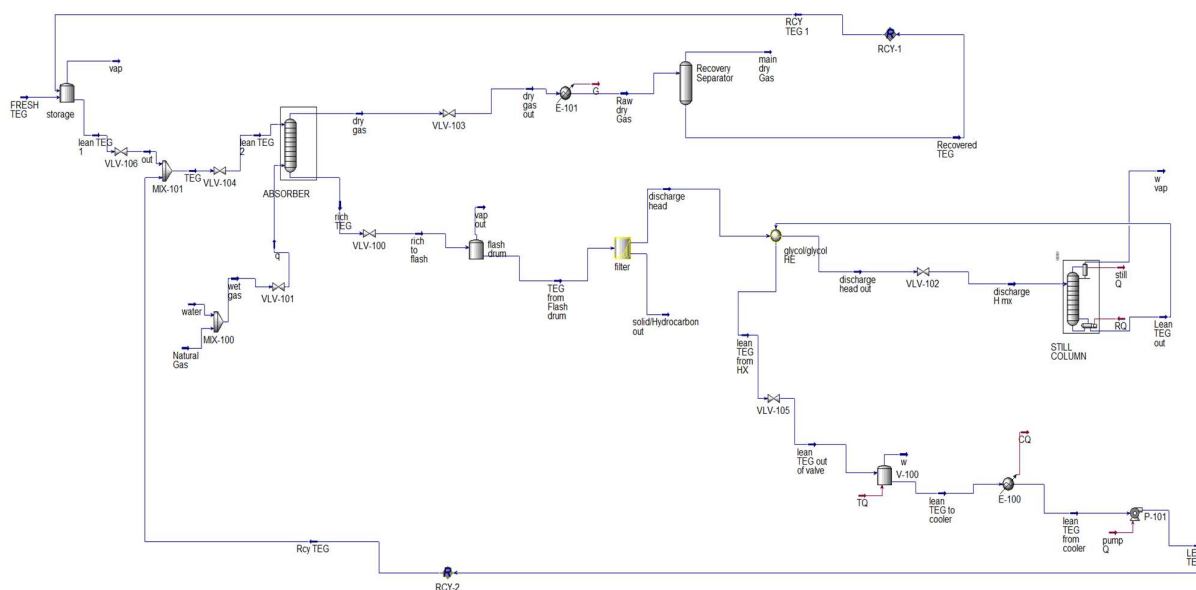 RCY
TEG 1
RCY-1
vap
FRESH
TEG
storage
Recovery
Separator
main
dry
Gas
dry
gas
out
E-101
G
Raw
dry
Gas
dry
gas
VLV-103
lean TEG
1
VLV-106
out
MIX-101
TEG
VLV-104
lean TEG
2
ABSORBER
Recovered
TEG
rich
TEG
VLV-100
rich
to
flash
vap
out
flash
drum
TEG
from
Flash
drum
filter
discharge
head
solid/Hydrocarbon
out
glycol/glycol
HE
discharge
head out
VLV-102
discharge
H mx
w
vap
still
Q
RQ
Lean
TEG
out
STILL
COLUMN
q
VLV-101
wet
gas
water
MIX-100
Natural
Gas
lean
TEG
from
HX
VLV-105
lean
TEG out
of valve
w
V-100
TQ
lean
TEG to
cooler
CQ
E-100
lean
TEG
from
cooler
pump
Q
P-101
LE
TE
Rcy TEG
R
RCY-2